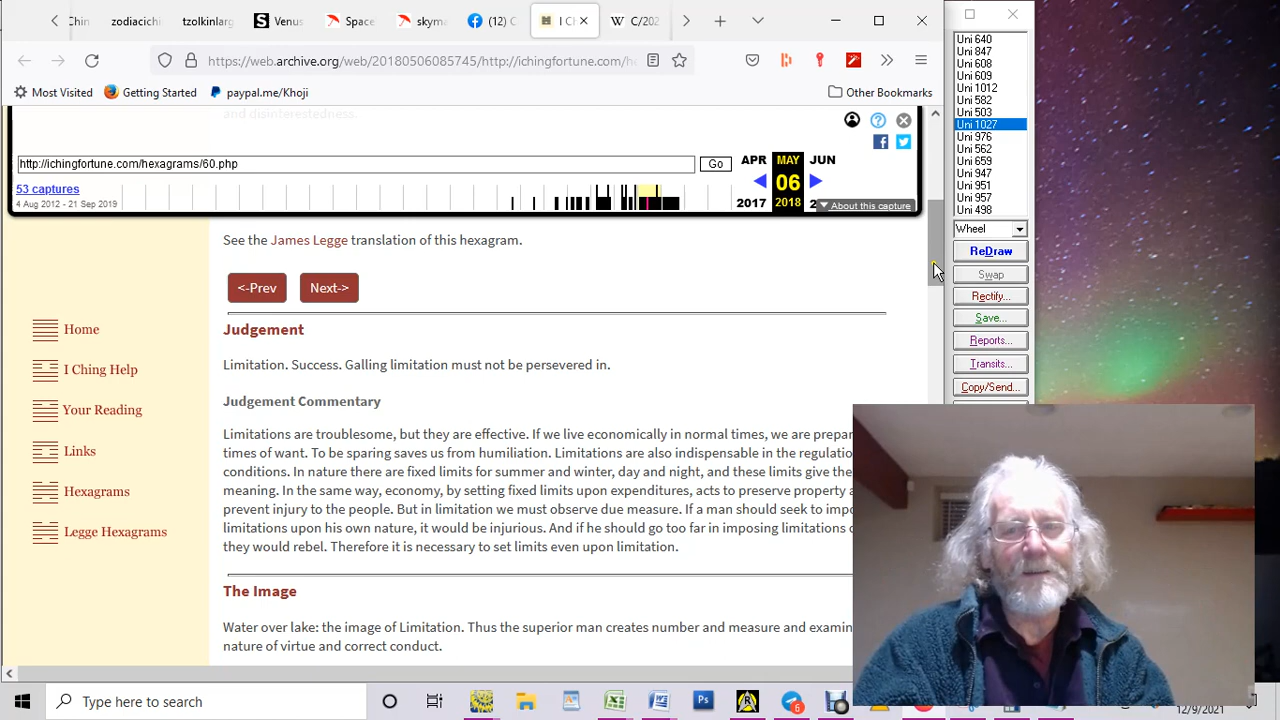 Chin
zodiacichi
tzolkinlarg
Venus
Space
skyma
(12) C
I Ch
C/202
https://web.archive.org/web/20180506085745/http://ichingfortune.com/he
Most Visited
Getting Started
paypal.me/Khoji
Other Bookmarks
and disinterestedness.
http://ichingfortune.com/hexagrams/60.php
Go
APR MAY JUN
53 captures
06
4 Aug 2012 - 21 Sep 2019
2017 2018 2
About this capture
See the James Legge translation of this hexagram.
<-Prev
Next->
Home
I Ching Help
Your Reading
Links
Hexagrams
Legge Hexagrams
Judgement
Limitation. Success. Galling limitation must not be persevered in.
Judgement Commentary
Limitations are troublesome, but they are effective. If we live economically in normal times, we are prepar
times of want. To be sparing saves us from humiliation. Limitations are also indispensable in the regulatio
conditions. In nature there are fixed limits for summer and winter, day and night, and these limits give the
meaning. In the same way, economy, by setting fixed limits upon expenditures, acts to preserve property a
prevent injury to the people. But in limitation we must observe due measure. If a man should seek to impo
limitations upon his own nature, it would be injurious. And if he should go too far in imposing limitations o
they would rebel. Therefore it is necessary to set limits even upon limitation.
The Image
Water over lake: the image of Limitation. Thus the superior man creates number and measure and examin
nature of virtue and correct conduct.
Uni 640
Uni 847
Uni 608
Uni 609
Uni 1012
Uni 582
Uni 503
Uni 1027
Uni 976
Uni 562
Uni 659
Uni 947
Uni 951
Uni 957
Uni 498
Wheel
ReDraw
Swap
Rectify...
Save...
Reports...
Transits...
Copy/Send...
Type here to search
12/9/2021